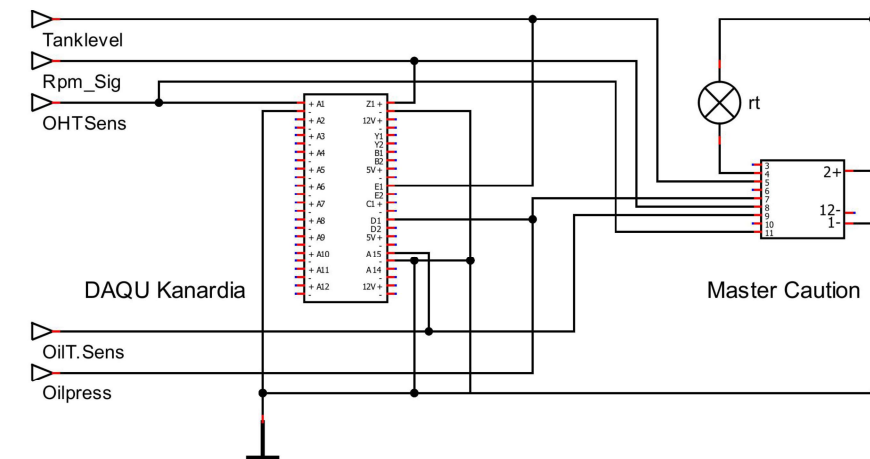 Tanklevel
Rpm_Sig
OHTSens
+ A1
-
+ A2
-
+ A3
-
+ A4
-
+ A5
-
+ A6
-
+ A7
-
+ A8
-
+ A9
-
+ A10
-
+ A11
-
+ A12
-
Z1 +
-
12V +
-
Y1
Y2
B1
B2
5V +
-
E1
E2
C1 +
-
D1
D2
5V +
-
A 15
-
A 14
-
12V +
-
rt
3
4
5
6
7
8
9
10
11
2+
12-
1-
DAQU Kanardia
Master Caution
OilT.Sens
Oilpress